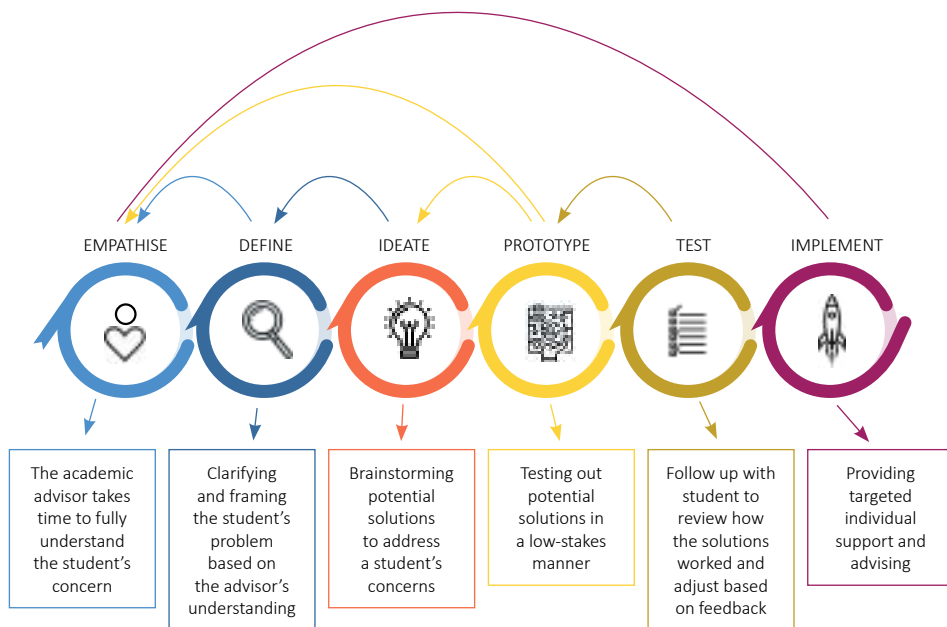 EMPATHISE
DEFINE
IDEATE
PROTOTYPE
TEST
IMPLEMENT
The academic
advisor takes
time to fully
understand
the student’s
concern
Clarifying
and framing
the student’s
problem
based on
the advisor’s
understanding
Brainstorming
potential
solutions
to address
a student’s
concerns
Testing out
potential
solutions in
a low-stakes
manner
Follow up with
student to
review how
the solutions
worked and
adjust based
on feedback
Providing
targeted
individual
support and
advising